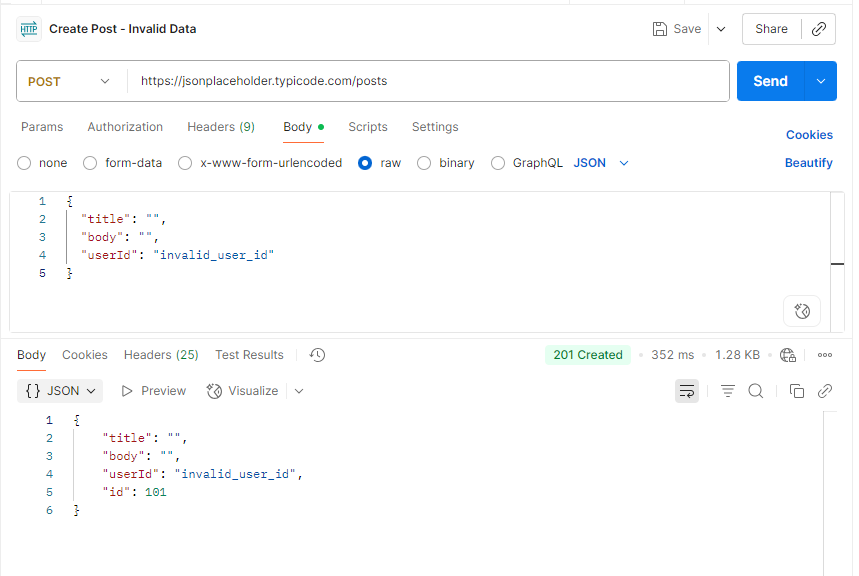 HTTP Create Post - Invalid Data Save Share
POST https://jsonplaceholder.typicode.com/posts Send
Params Authorization Headers (9) Body Scripts Settings Cookies
none form-data x-www-form-urlencoded raw binary GraphQL JSON Beautify
1 {
2 "title": "",
3 "body": "",
4 "userId": "invalid_user_id"
5 }
Body Cookies Headers (25) Test Results 201 Created 352 ms 1.28 KB
{} JSON Preview Visualize
1 {
2 "title": "",
3 "body": "",
4 "userId": "invalid_user_id",
5 "id": 101
6 }